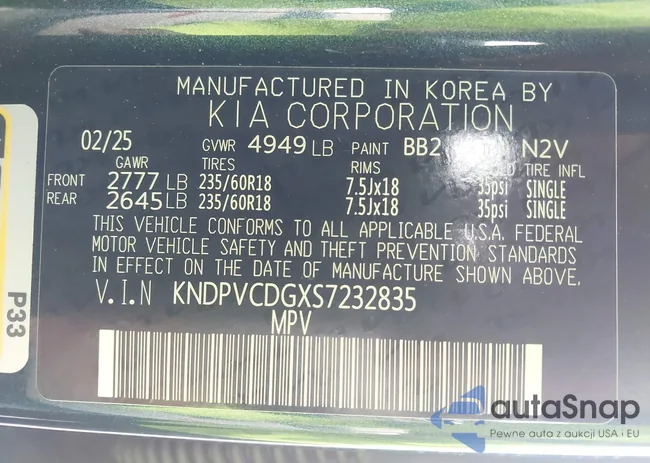 MANUFACTURED IN KOREA BY
KIA CORPORATION
02/25 GVWR 4949 LB PAINT BB2 N2V
GAWR TIRES RIMS COLD TIRE INFL
FRONT 2777 LB 235/60R18 7.5Jx18 35psi SINGLE
REAR 2645 LB 235/60R18 7.5Jx18 35psi SINGLE
THIS VEHICLE CONFORMS TO ALL APPLICABLE U.S.A. FEDERAL
MOTOR VEHICLE SAFETY AND THEFT PREVENTION STANDARDS
IN EFFECT ON THE DATE OF MANUFACTURE SHOWN ABOVE.
V.I.N KNDPVCDGXS7232835
MPV
P33
autaSnap
Pewne auta z aukcji USA i EU